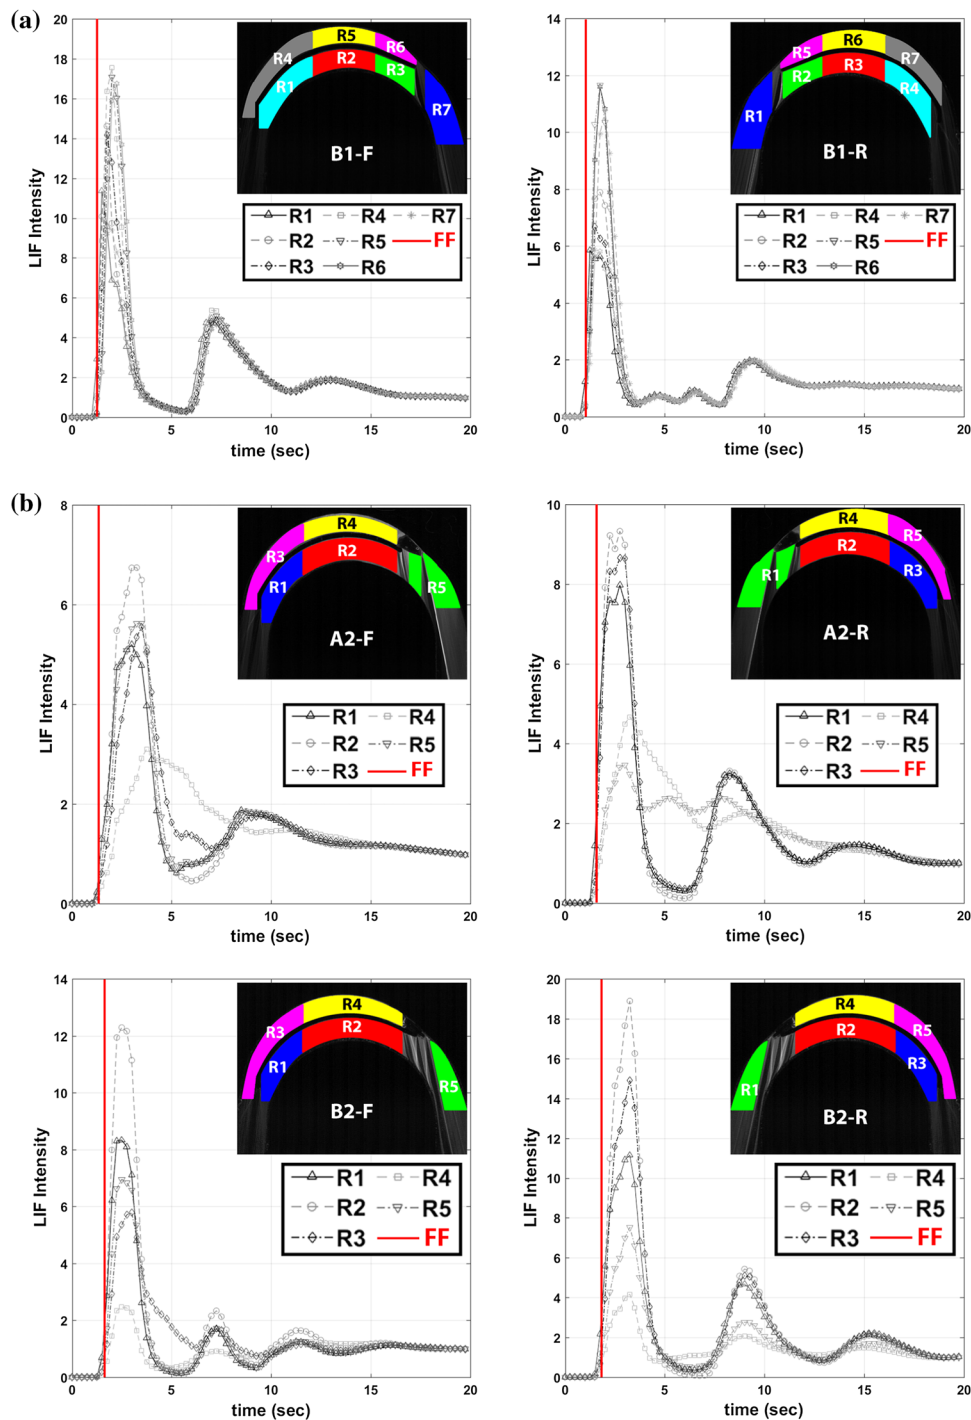 (a)
20
18
16
14
12
10
8
6
4
2
0
LIF Intensity
0 5 10 15 20
time (sec)
R4 R5 R6
R1 R2 R3 R7
B1-F
R1 R4 R7
R2 R5 FF
R3 R6
14
12
10
8
6
4
2
0
LIF Intensity
0 5 10 15 20
time (sec)
R5 R6 R7
R1 R2 R3 R4
B1-R
R1 R4 R7
R2 R5 FF
R3 R6
(b)
8
6
4
2
0
LIF Intensity
0 5 10 15 20
time (sec)
R3 R4
R1 R2 R5
A2-F
R1 R4
R2 R5
R3 FF
10
8
6
4
2
0
LIF Intensity
0 5 10 15 20
time (sec)
R4 R5
R1 R2 R3
A2-R
R1 R4
R2 R5
R3 FF
14
12
10
8
6
4
2
0
LIF Intensity
0 5 10 15 20
time (sec)
R3 R4
R1 R2 R5
B2-F
R1 R4
R2 R5
R3 FF
20
18
16
14
12
10
8
6
4
2
0
LIF Intensity
0 5 10 15 20
time (sec)
R4 R5
R1 R2 R3
B2-R
R1 R4
R2 R5
R3 FF